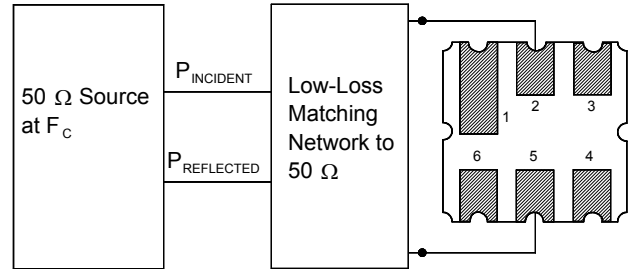 50 Ω Source
at F_C
P_INCIDENT
P_REFLECTED
Low-Loss
Matching
Network to
50 Ω
1
2
3
6
5
4